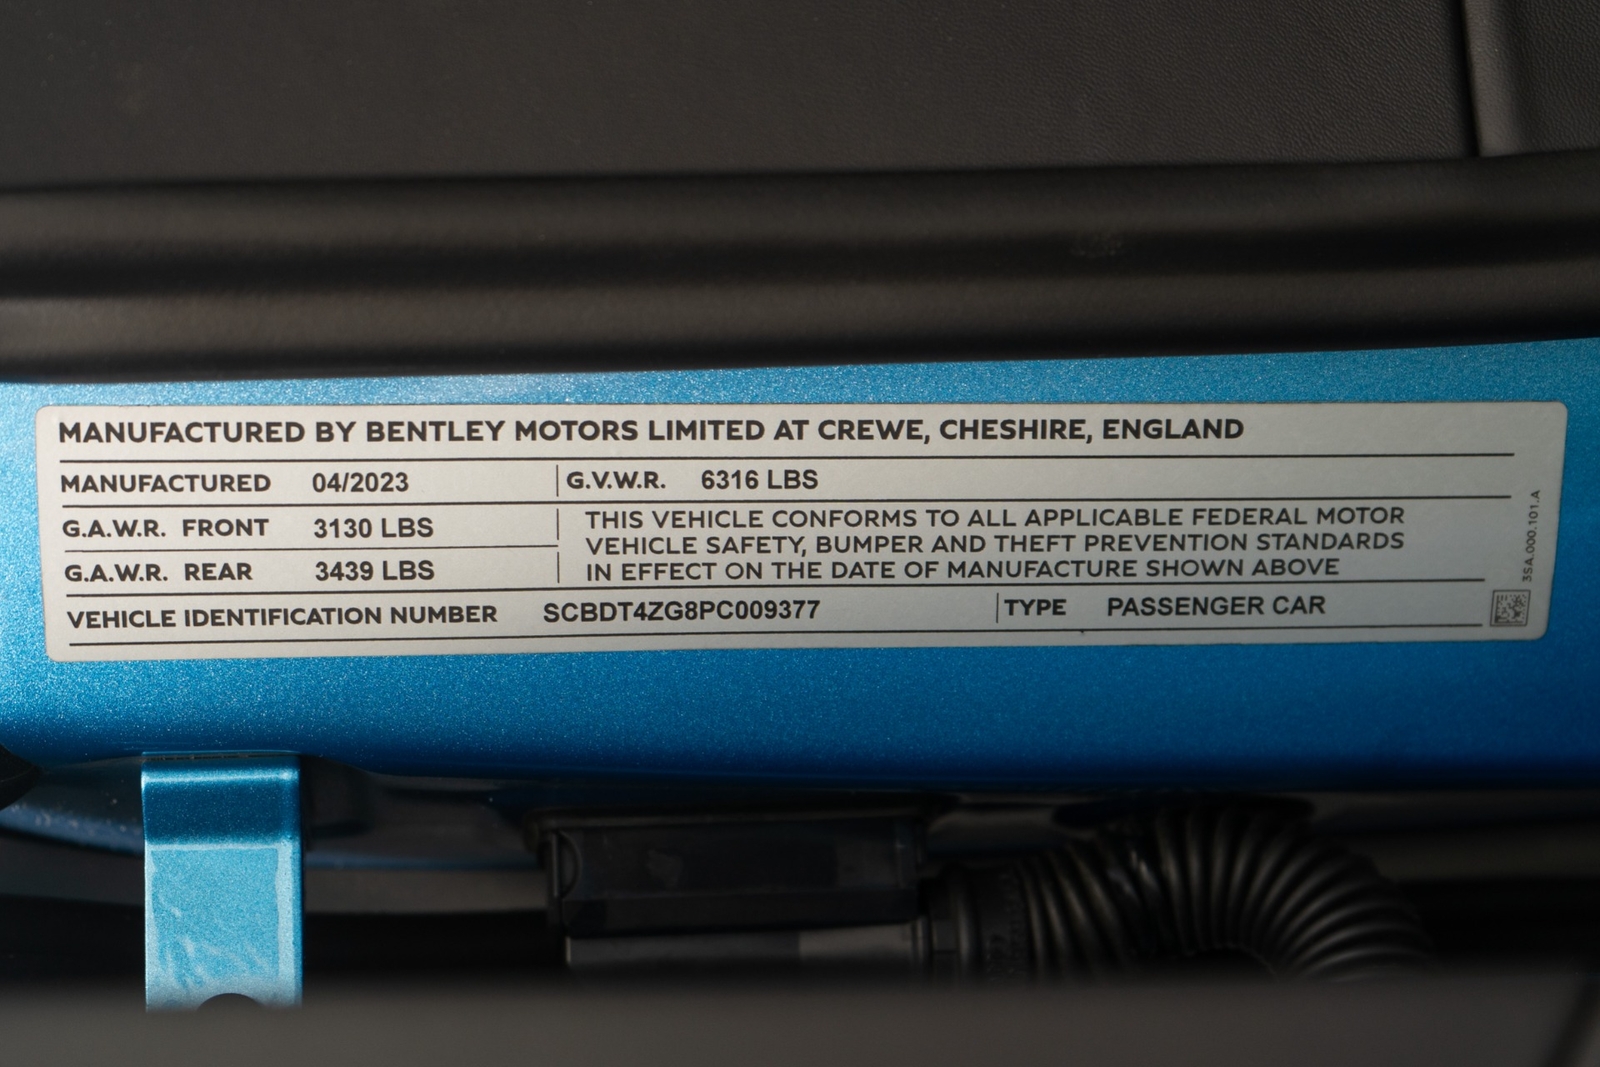 MANUFACTURED BY BENTLEY MOTORS LIMITED AT CREWE, CHESHIRE, ENGLAND
MANUFACTURED 04/2023 G.V.W.R. 6316 LBS
G.A.W.R. FRONT 3130 LBS
G.A.W.R. REAR 3439 LBS
THIS VEHICLE CONFORMS TO ALL APPLICABLE FEDERAL MOTOR
VEHICLE SAFETY, BUMPER AND THEFT PREVENTION STANDARDS
IN EFFECT ON THE DATE OF MANUFACTURE SHOWN ABOVE
VEHICLE IDENTIFICATION NUMBER SCBDT4ZG8PC009377 TYPE PASSENGER CAR
3SA.000.101.A